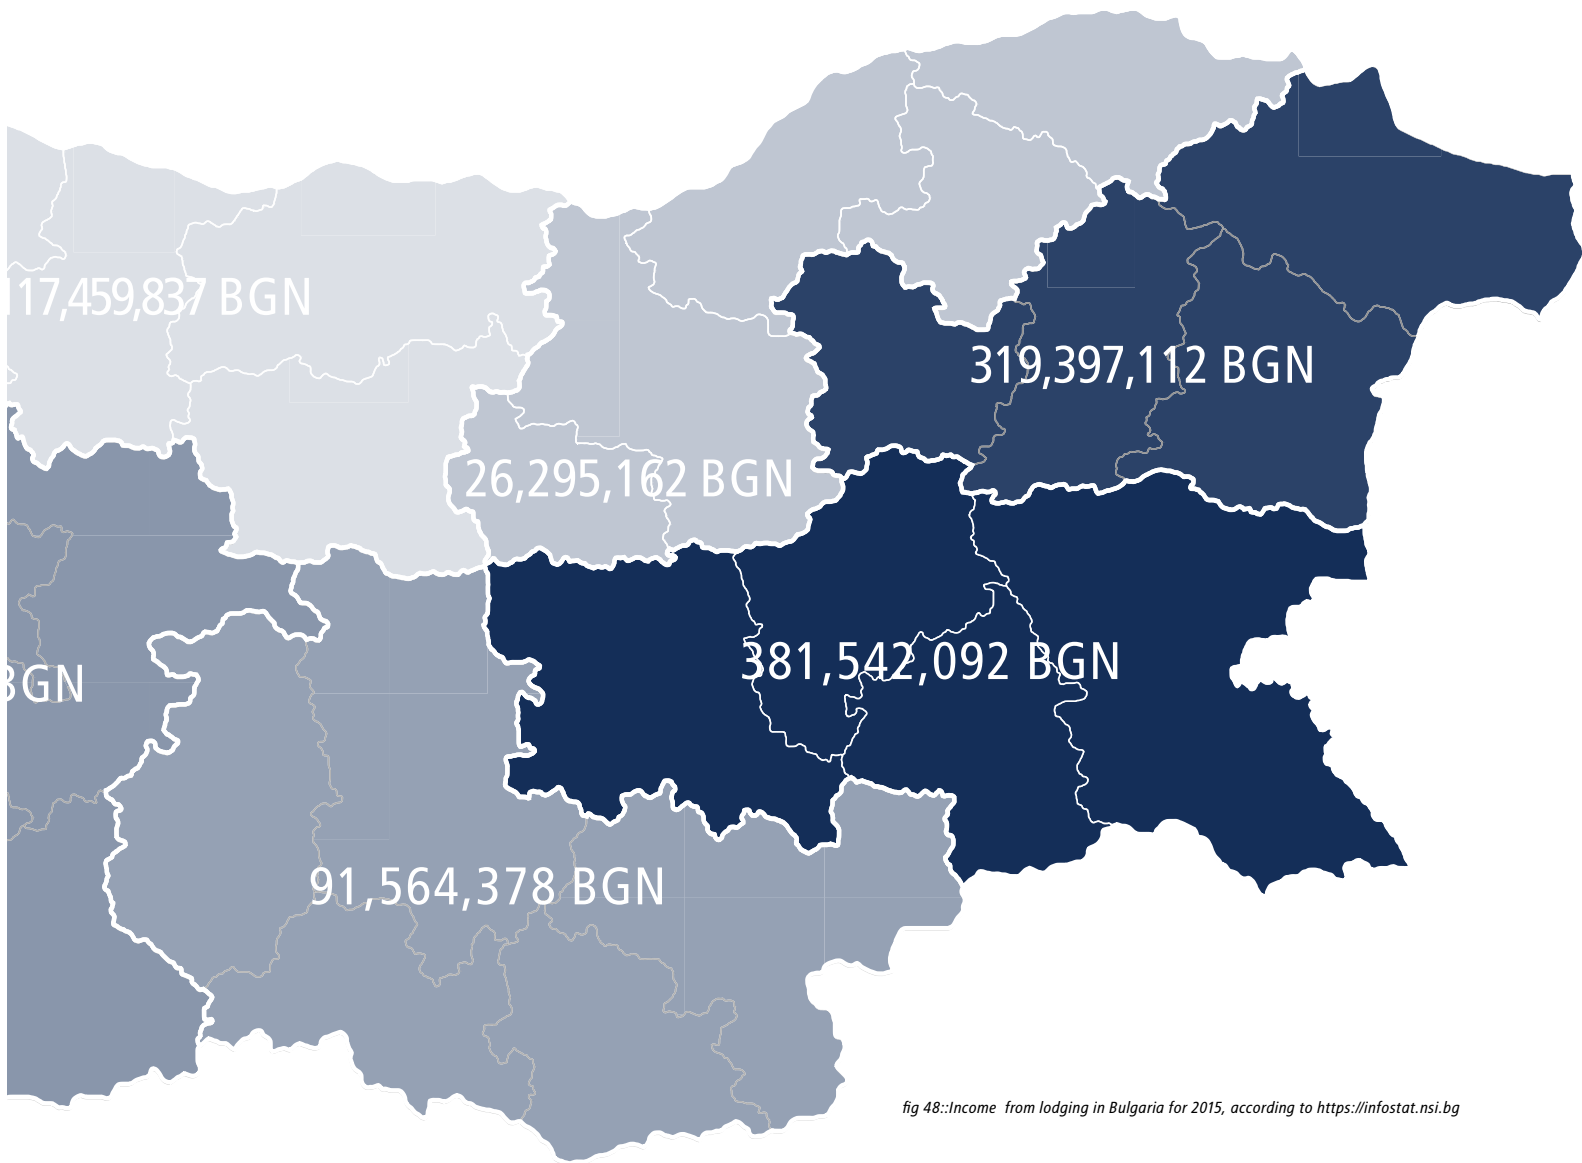 117,459,837 BGN
319,397,112 BGN
26,295,162 BGN
381,542,092 BGN
BGN
91,564,378 BGN
fig 48::Income from lodging in Bulgaria for 2015, according to https://infostat.nsi.bg